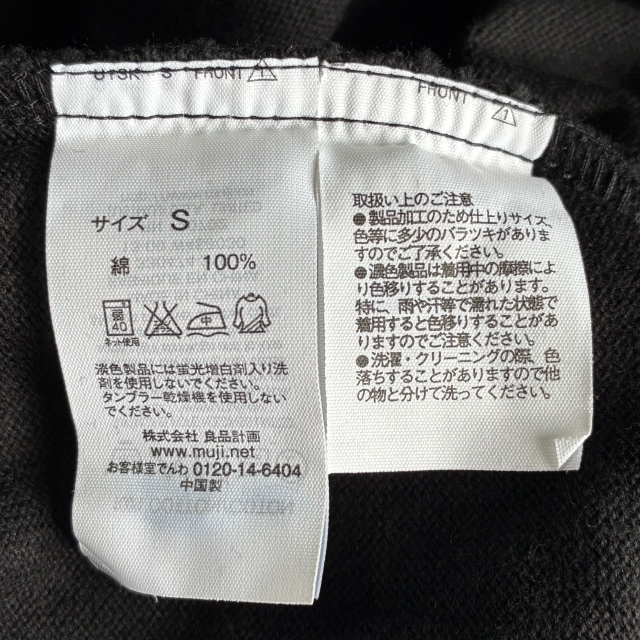 UTSK S FRONT 1
サイズ S
綿 100%
弱
40
中
ネット使用
淡色製品には蛍光増白剤入り洗
剤を使用しないでください。
タンブラー乾燥機を使用しない
でください。
株式会社 良品計画
www.muji.net
お客様室でんわ 0120-14-6404
中国製
FRONT 1
取扱い上のご注意
●製品加工のため仕上りサイズ、
色等に多少のバラツキがありま
すのでご了承ください。
●濃色製品は着用中の摩擦によ
り色移りすることがあります。
特に、雨や汗等で濡れた状態で
着用すると色移りすることがあ
りますのでご注意ください。
●洗濯・クリーニングの際、色
落ちすることがありますので他
の物と分けて洗ってください。